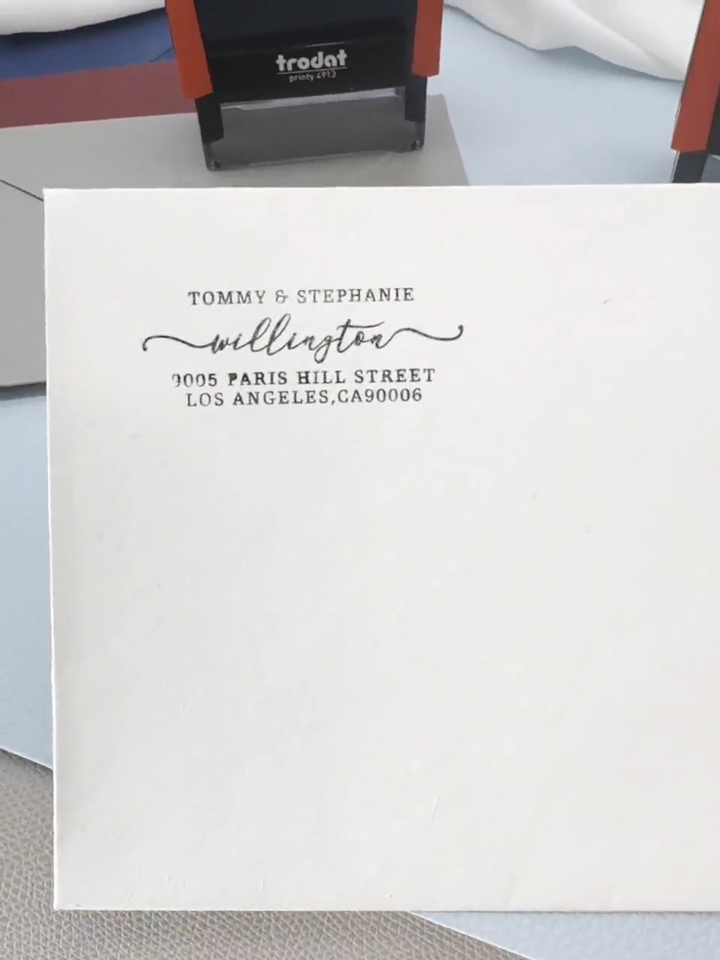 trodat
printy 4913
TOMMY & STEPHANIE
willington
9005 PARIS HILL STREET
LOS ANGELES,CA90006